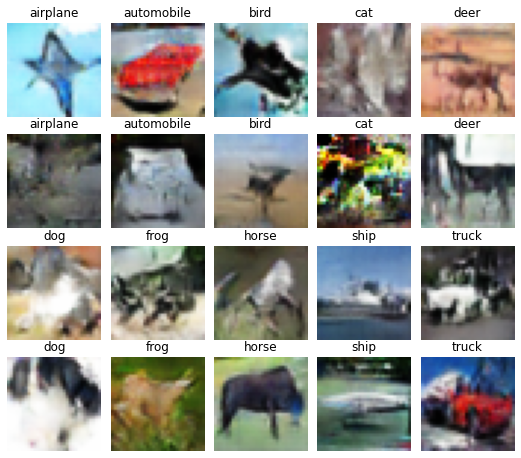 airplane automobile bird cat deer
airplane automobile bird cat deer
dog frog horse ship truck
dog frog horse ship truck